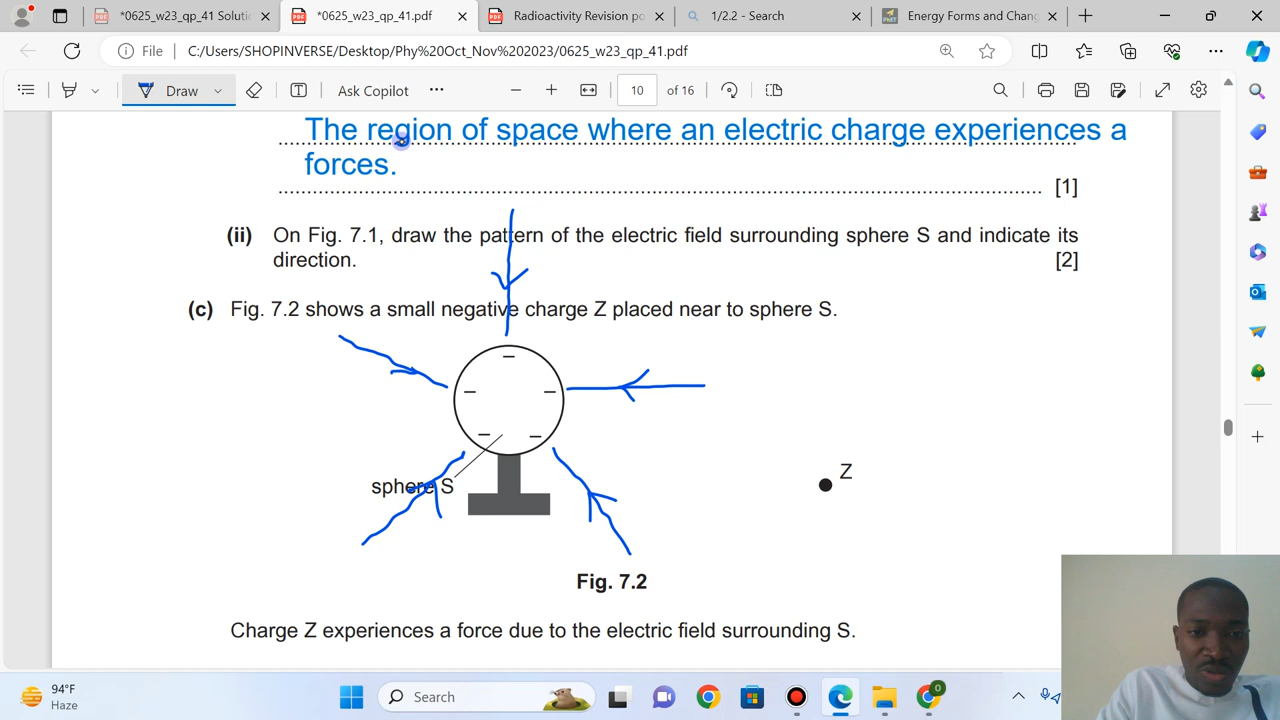 *0625_w23_qp_41 Soluti
*0625_w23_qp_41.pdf
Radioactivity Revision po
1/2.2 - Search
Energy Forms and Chang
File
C:/Users/SHOPINVERSE/Desktop/Phy%20Oct_Nov%202023/0625_w23_qp_41.pdf
Draw
Ask Copilot
10 of 16
The region of space where an electric charge experiences a
forces.
[1]
(ii) On Fig. 7.1, draw the pattern of the electric field surrounding sphere S and indicate its
direction. [2]
(c) Fig. 7.2 shows a small negative charge Z placed near to sphere S.
Z
sphere S
Fig. 7.2
Charge Z experiences a force due to the electric field surrounding S.
94°F
Haze
Search
0